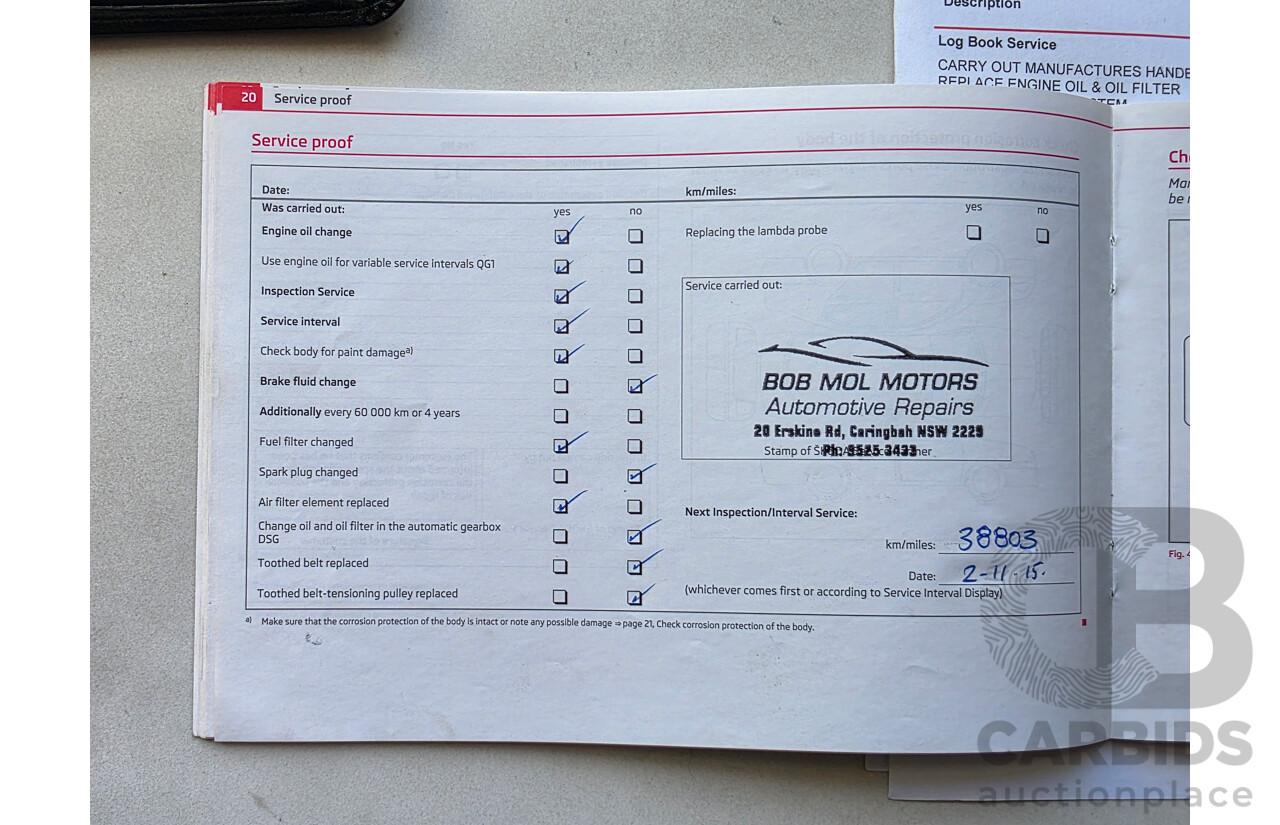 Description
Log Book Service
CARRY OUT MANUFACTURES HANDB
REPLACE ENGINE OIL & OIL FILTER
20 Service proof
Service proof
Date: km/miles:
Was carried out: yes no yes no
Engine oil change
Replacing the lambda probe
Use engine oil for variable service intervals QG1
Inspection Service
Service carried out:
Service interval
Check body for paint damage a)
Brake fluid change
BOB MOL MOTORS
Additionally every 60 000 km or 4 years
Automotive Repairs
20 Erskine Rd, Caringbah NSW 2229
Fuel filter changed
Stamp of
Ph: 9525 3433
Spark plug changed
Air filter element replaced
Next Inspection/Interval Service:
Change oil and oil filter in the automatic gearbox
DSG
km/miles: 38803
Toothed belt replaced
Date: 2-11-15.
Toothed belt-tensioning pulley replaced
(whichever comes first or according to Service Interval Display)
a) Make sure that the corrosion protection of the body is intact or note any possible damage ⇒ page 21, Check corrosion protection of the body.
Ch
Mar
be
Fig. 4
CB
CARBIDS
auctionplace